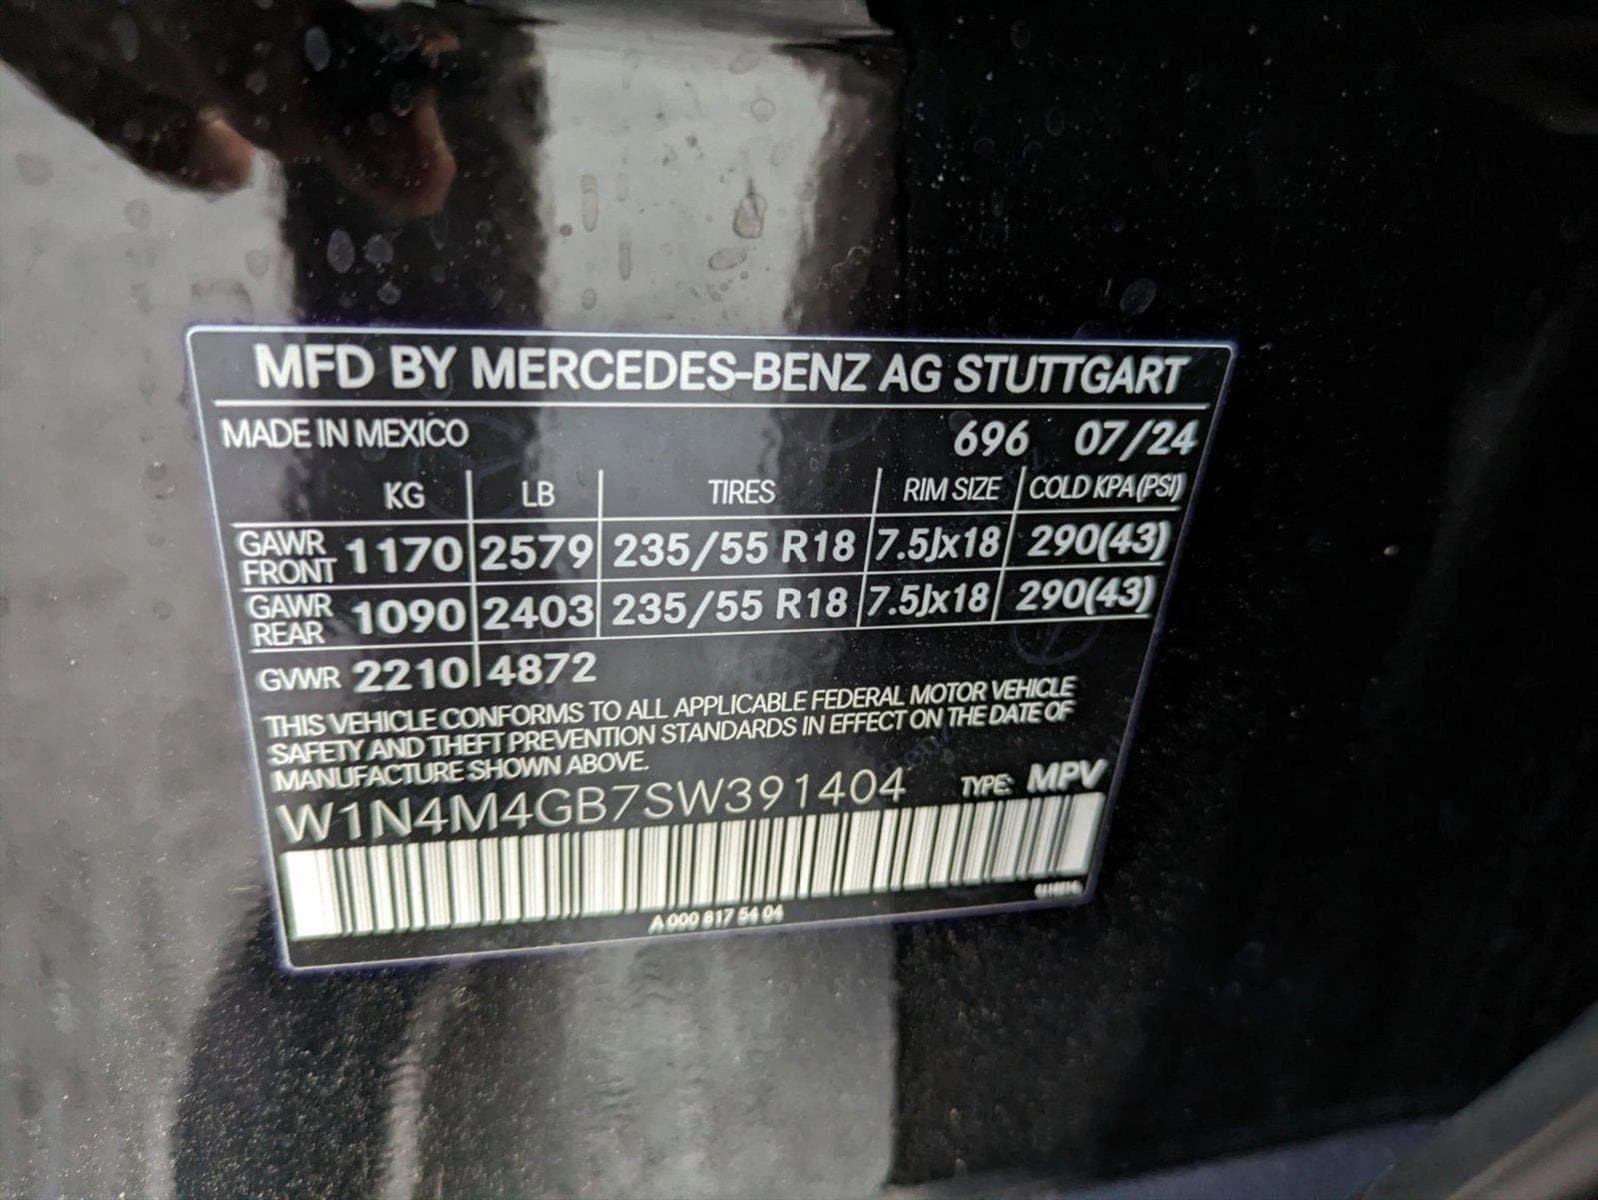 MFD BY MERCEDES-BENZ AG STUTTGART
MADE IN MEXICO 696 07/24
KG LB TIRES RIM SIZE COLD KPA(PSI)
GAWR FRONT 1170 2579 235/55 R18 7.5Jx18 290(43)
GAWR REAR 1090 2403 235/55 R18 7.5Jx18 290(43)
GVWR 2210 4872
THIS VEHICLE CONFORMS TO ALL APPLICABLE FEDERAL MOTOR VEHICLE
SAFETY AND THEFT PREVENTION STANDARDS IN EFFECT ON THE DATE OF
MANUFACTURE SHOWN ABOVE.
W1N4M4GB7SW391404 TYPE: MPV
A 000 817 54 04